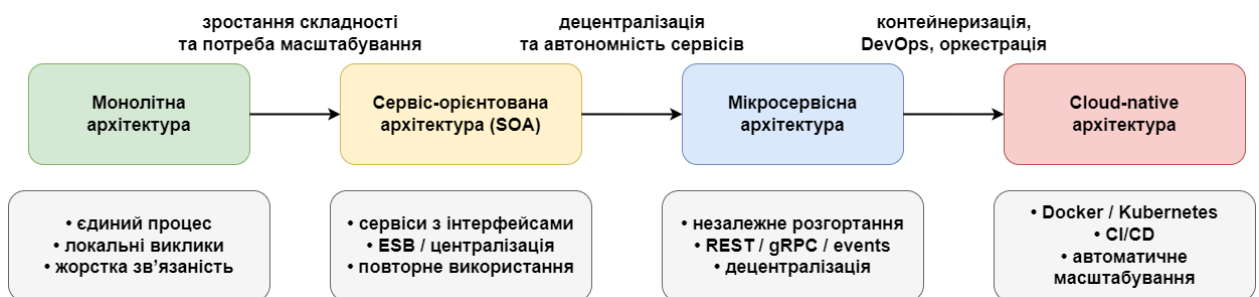 зростання складності
та потреба масштабування
децентралізація
та автономність сервісів
контейнеризація,
DevOps, оркестрація
Монолітна
архітектура
Сервіс-орієнтована
архітектура (SOA)
Мікросервісна
архітектура
Cloud-native
архітектура
• єдиний процес
• локальні виклики
• жорстка зв’язаність
• сервіси з інтерфейсами
• ESB / централізація
• повторне використання
• незалежне розгортання
• REST / gRPC / events
• децентралізація
• Docker / Kubernetes
• CI/CD
• автоматичне
масштабування